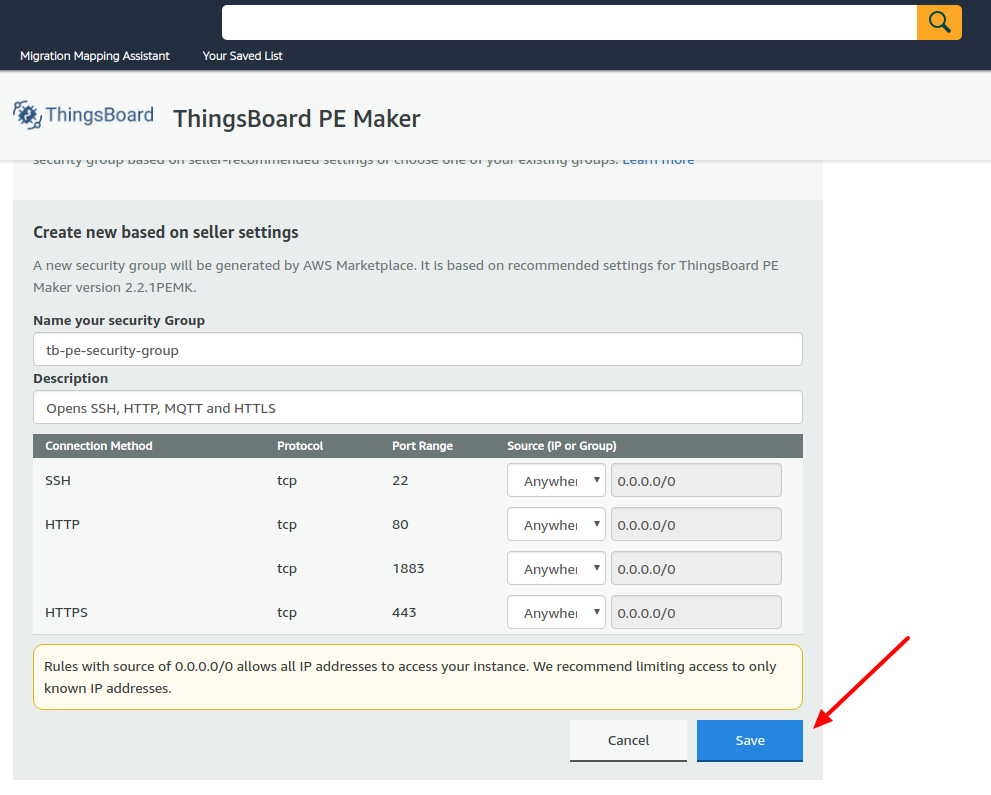 Migration Mapping Assistant Your Saved List
ThingsBoard ThingsBoard PE Maker
security group based on seller-recommended settings or choose one of your existing groups. Learn more
Create new based on seller settings
A new security group will be generated by AWS Marketplace. It is based on recommended settings for ThingsBoard PE
Maker version 2.2.1PEMK.
Name your security Group
tb-pe-security-group
Description
Opens SSH, HTTP, MQTT and HTTLS
Connection Method Protocol Port Range Source (IP or Group)
SSH tcp 22 Anywher 0.0.0.0/0
HTTP tcp 80 Anywher 0.0.0.0/0
tcp 1883 Anywher 0.0.0.0/0
HTTPS tcp 443 Anywher 0.0.0.0/0
Rules with source of 0.0.0.0/0 allows all IP addresses to access your instance. We recommend limiting access to only
known IP addresses.
Cancel Save